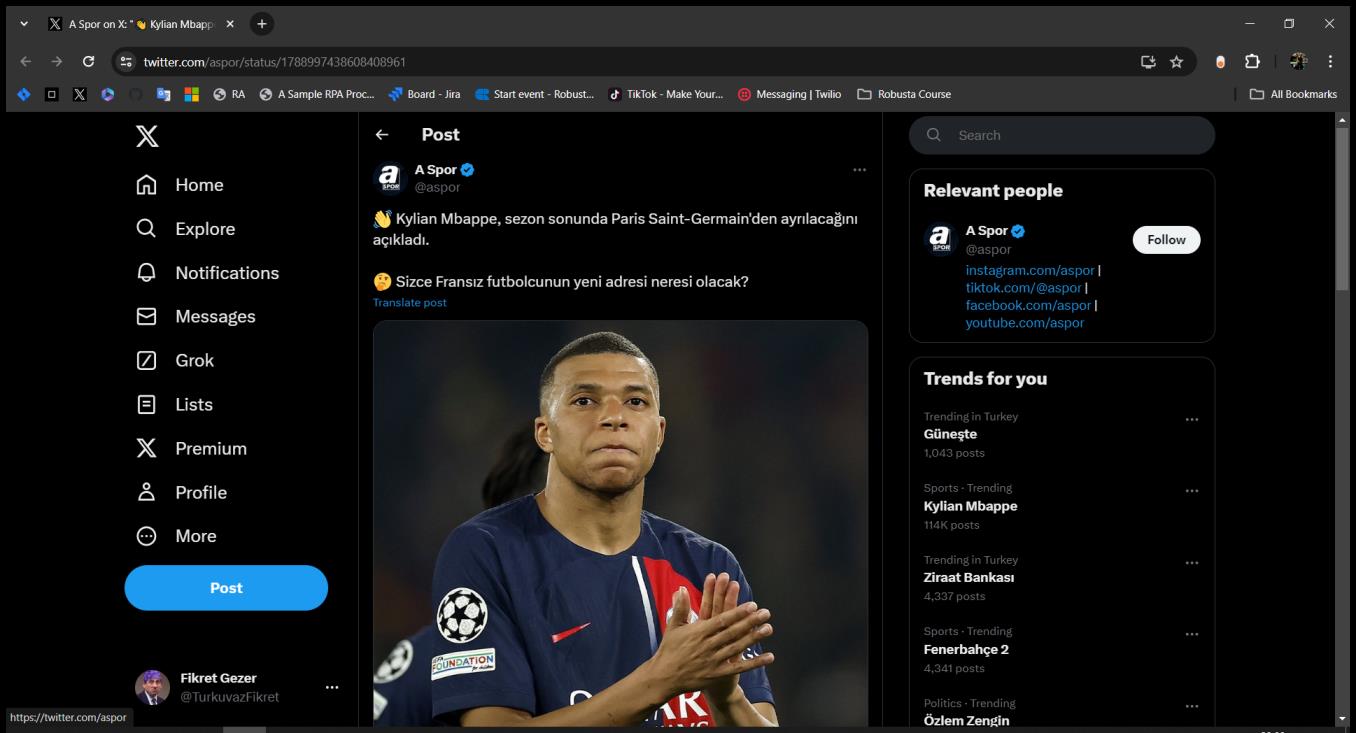 A Spor on X: "👋 Kylian Mbapp
twitter.com/aspor/status/1788997438608408961
RA
A Sample RPA Proc...
Board - Jira
Start event - Robust...
TikTok - Make Your...
Messaging | Twilio
Robusta Course
All Bookmarks
Home
Explore
Notifications
Messages
Grok
Lists
Premium
Profile
More
Post
Fikret Gezer
@TurkuvazFikret
https://twitter.com/aspor
Post
a
SPOR
A Spor
@aspor
👋 Kylian Mbappe, sezon sonunda Paris Saint-Germain'den ayrılacağını
açıkladı.
🤔 Sizce Fransız futbolcunun yeni adresi neresi olacak?
Translate post
UEFA
FOUNDATION
for children
Search
Relevant people
a
SPOR
A Spor
@aspor
Follow
instagram.com/aspor |
tiktok.com/@aspor |
facebook.com/aspor |
youtube.com/aspor
Trends for you
Trending in Turkey
Güneşte
1,043 posts
Sports · Trending
Kylian Mbappe
114K posts
Trending in Turkey
Ziraat Bankası
4,337 posts
Sports · Trending
Fenerbahçe 2
4,341 posts
Politics · Trending
Özlem Zengin